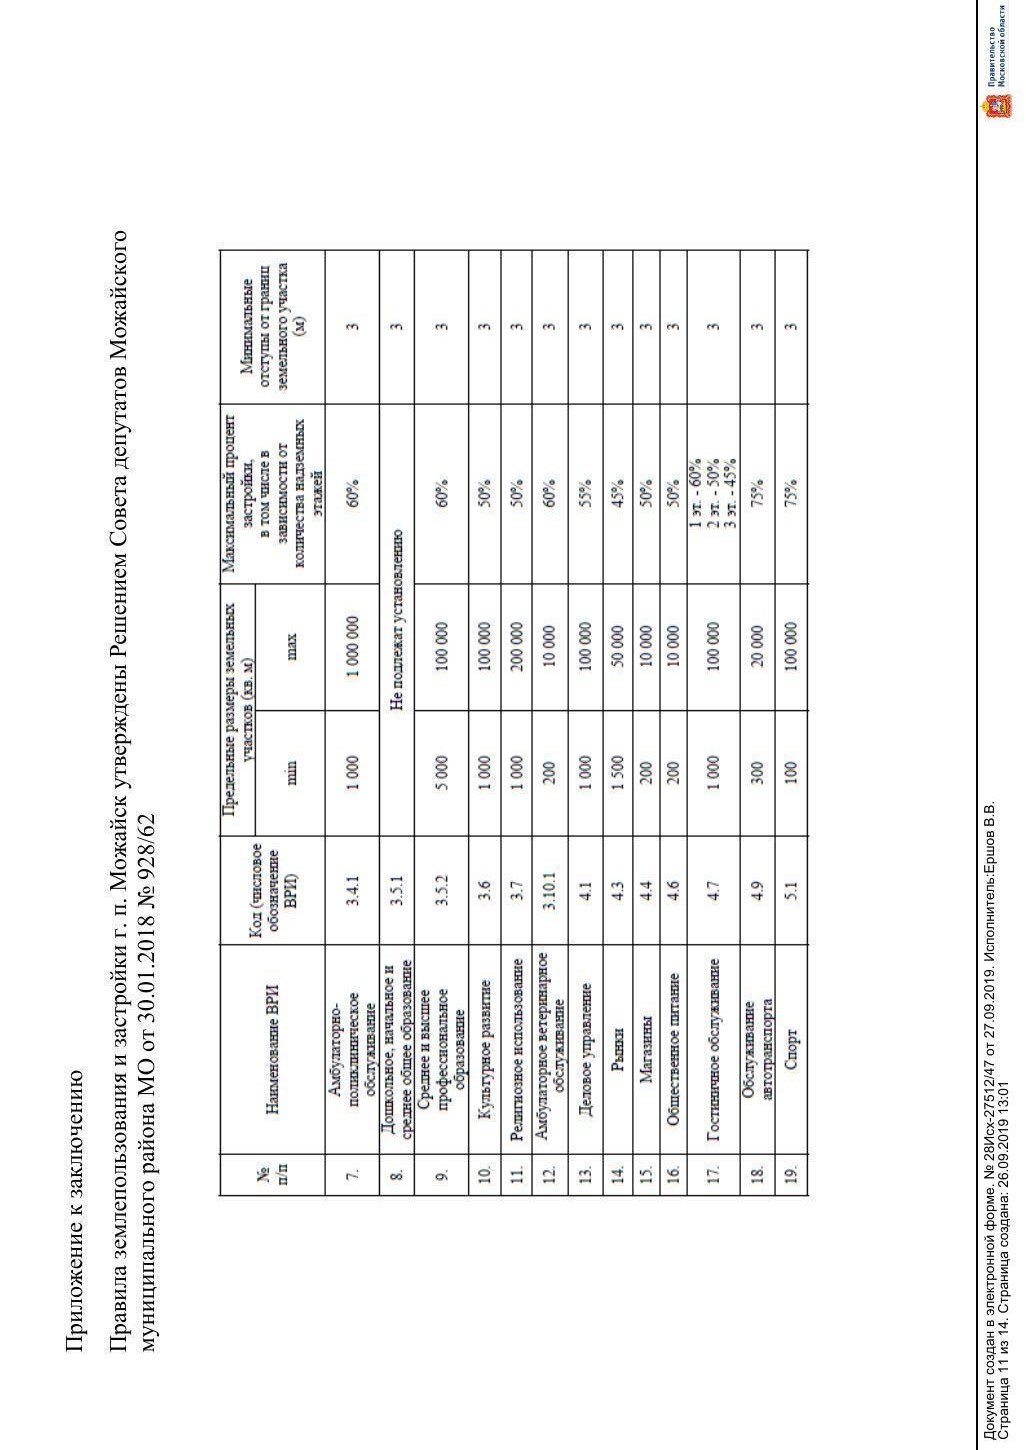 Приложение к заключению
Правила землепользования и застройки г. п. Можайск утверждены Решением Совета депутатов Можайского
муниципального района МО от 30.01.2018 № 928/62
№
п/п
Наименование ВРИ
Код (числовое
обозначение
ВРИ)
Предельные размеры земельных
участков (кв. м)
min
max
Максимальный процент
застройки,
в том числе в
зависимости от
количества надземных
этажей
Минимальные
отступы от границ
земельного участка
(м)
7.
Амбулаторно-
поликлиническое
обслуживание
3.4.1
1 000
1 000 000
60%
3
8.
Дошкольное, начальное и
среднее общее образование
3.5.1
Не подлежат установлению
3
9.
Среднее и высшее
профессиональное
образование
3.5.2
5 000
100 000
60%
3
10.
Культурное развитие
3.6
1 000
100 000
50%
3
11.
Религиозное использование
3.7
1 000
200 000
50%
3
12.
Амбулаторное ветеринарное
обслуживание
3.10.1
200
10 000
60%
3
13.
Деловое управление
4.1
1 000
100 000
55%
3
14.
Рынки
4.3
1 500
50 000
45%
3
15.
Магазины
4.4
200
10 000
50%
3
16.
Общественное питание
4.6
200
10 000
50%
3
17.
Гостиничное обслуживание
4.7
1 000
100 000
1 эт. - 60%
2 эт. - 50%
3 эт. - 45%
3
18.
Обслуживание
автотранспорта
4.9
300
20 000
75%
3
19.
Спорт
5.1
100
100 000
75%
3
Документ создан в электронной форме. № 28Исх-27512/47 от 27.09.2019. Исполнитель:Ершов В.В.
Страница 11 из 14. Страница создана: 26.09.2019 13:01
Правительство
Московской области